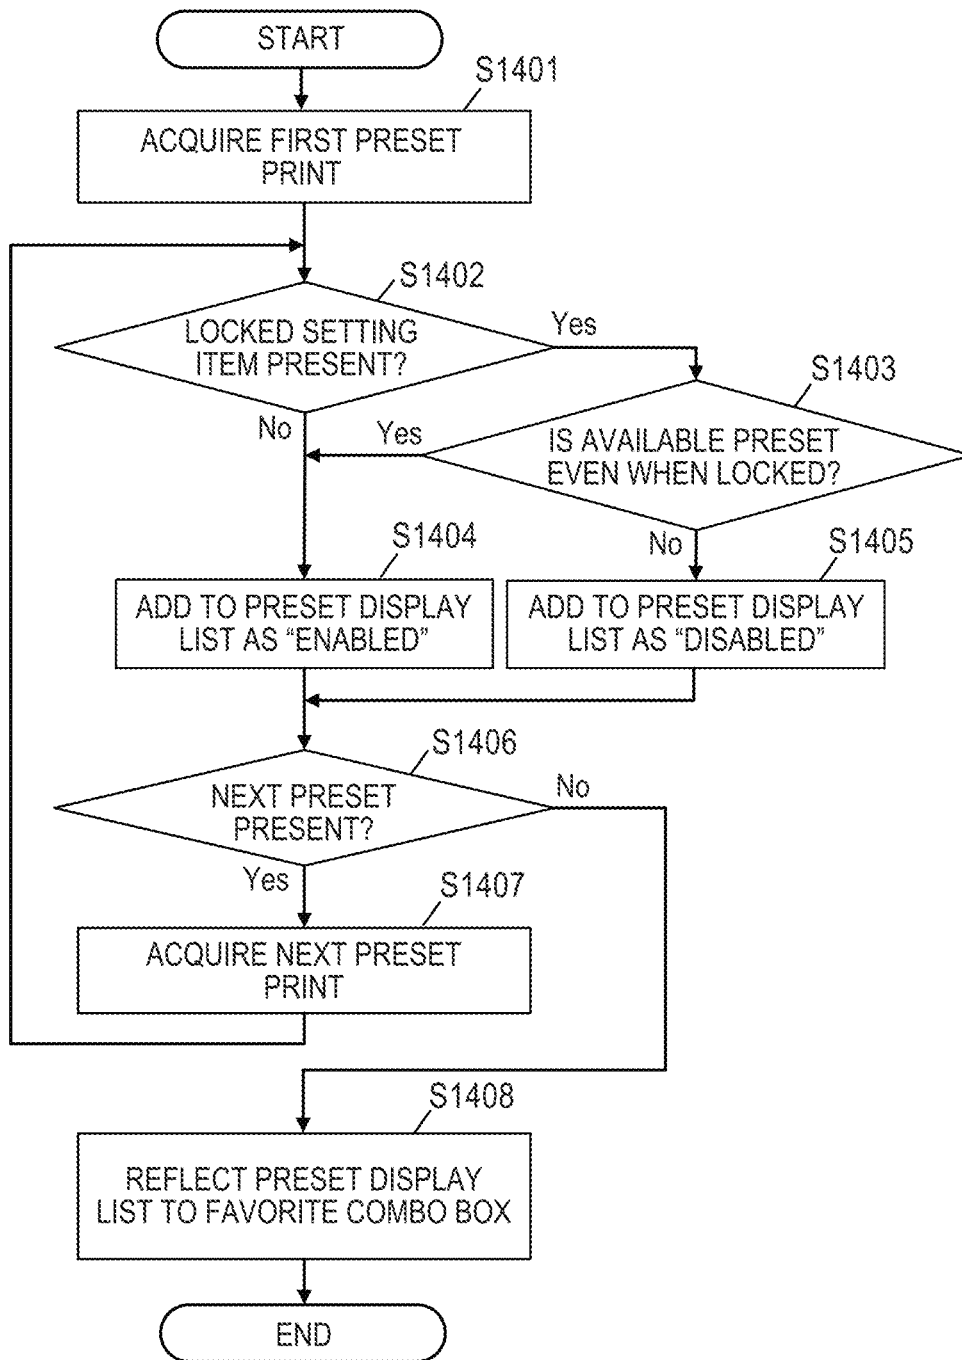 START
S1401
ACQUIRE FIRST PRESET
PRINT
S1402
LOCKED SETTING
ITEM PRESENT?
Yes
S1403
No
Yes
IS AVAILABLE PRESET
EVEN WHEN LOCKED?
No
S1404
S1405
ADD TO PRESET DISPLAY
LIST AS “ENABLED”
ADD TO PRESET DISPLAY
LIST AS “DISABLED”
S1406
NEXT PRESET
PRESENT?
No
Yes
S1407
ACQUIRE NEXT PRESET
PRINT
S1408
REFLECT PRESET DISPLAY
LIST TO FAVORITE COMBO BOX
END